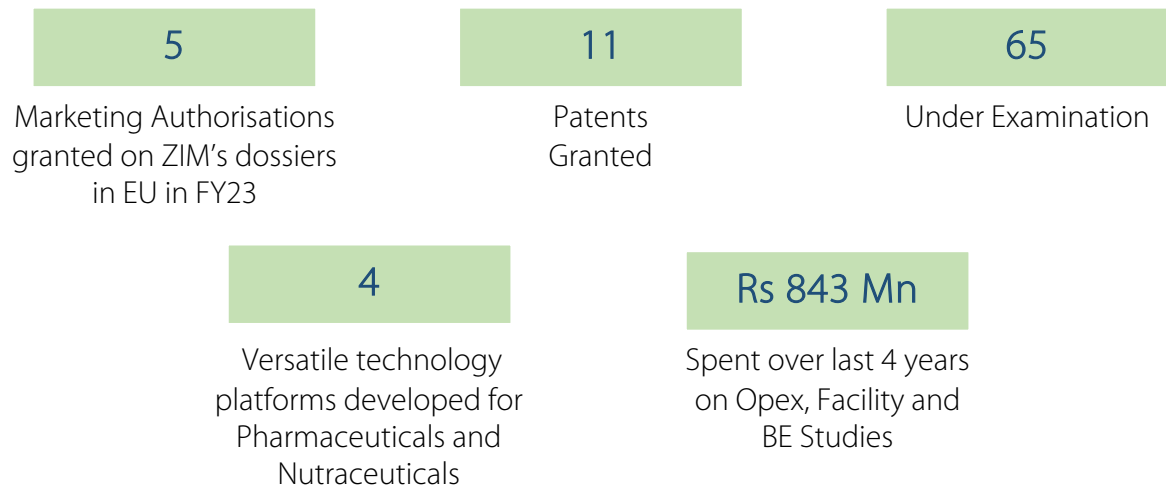 5
Marketing Authorisations
granted on ZIM's dossiers
in EU in FY23
11
Patents
Granted
65
Under Examination
4
Versatile technology
platforms developed for
Pharmaceuticals and
Nutraceuticals
Rs 843 Mn
Spent over last 4 years
on Opex, Facility and
BE Studies